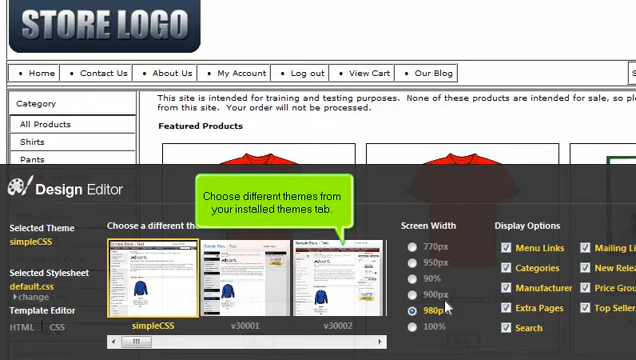 STORE LOGO
• Home • Contact Us • About Us • My Account • Log out • View Cart • Our Blog
Category
All Products
Shirts
Pants
This site is intended for training and testing purposes. None of these products are intended for sale, so
from this site. Your order will not be processed.
Featured Products
Design Editor
Choose different themes from
your installed themes tab.
Selected Theme
simpleCSS
Selected Stylesheet
default.css
change
Template Editor
HTML CSS
Choose a different
simpleCSS
v30001
v30002
Screen Width
770px
950px
90%
900px
980p
100%
Display Options
Menu Links
Categories
Manufacturer
Extra Pages
Search
Mailing Li
New Relea
Price Grou
Top Seller